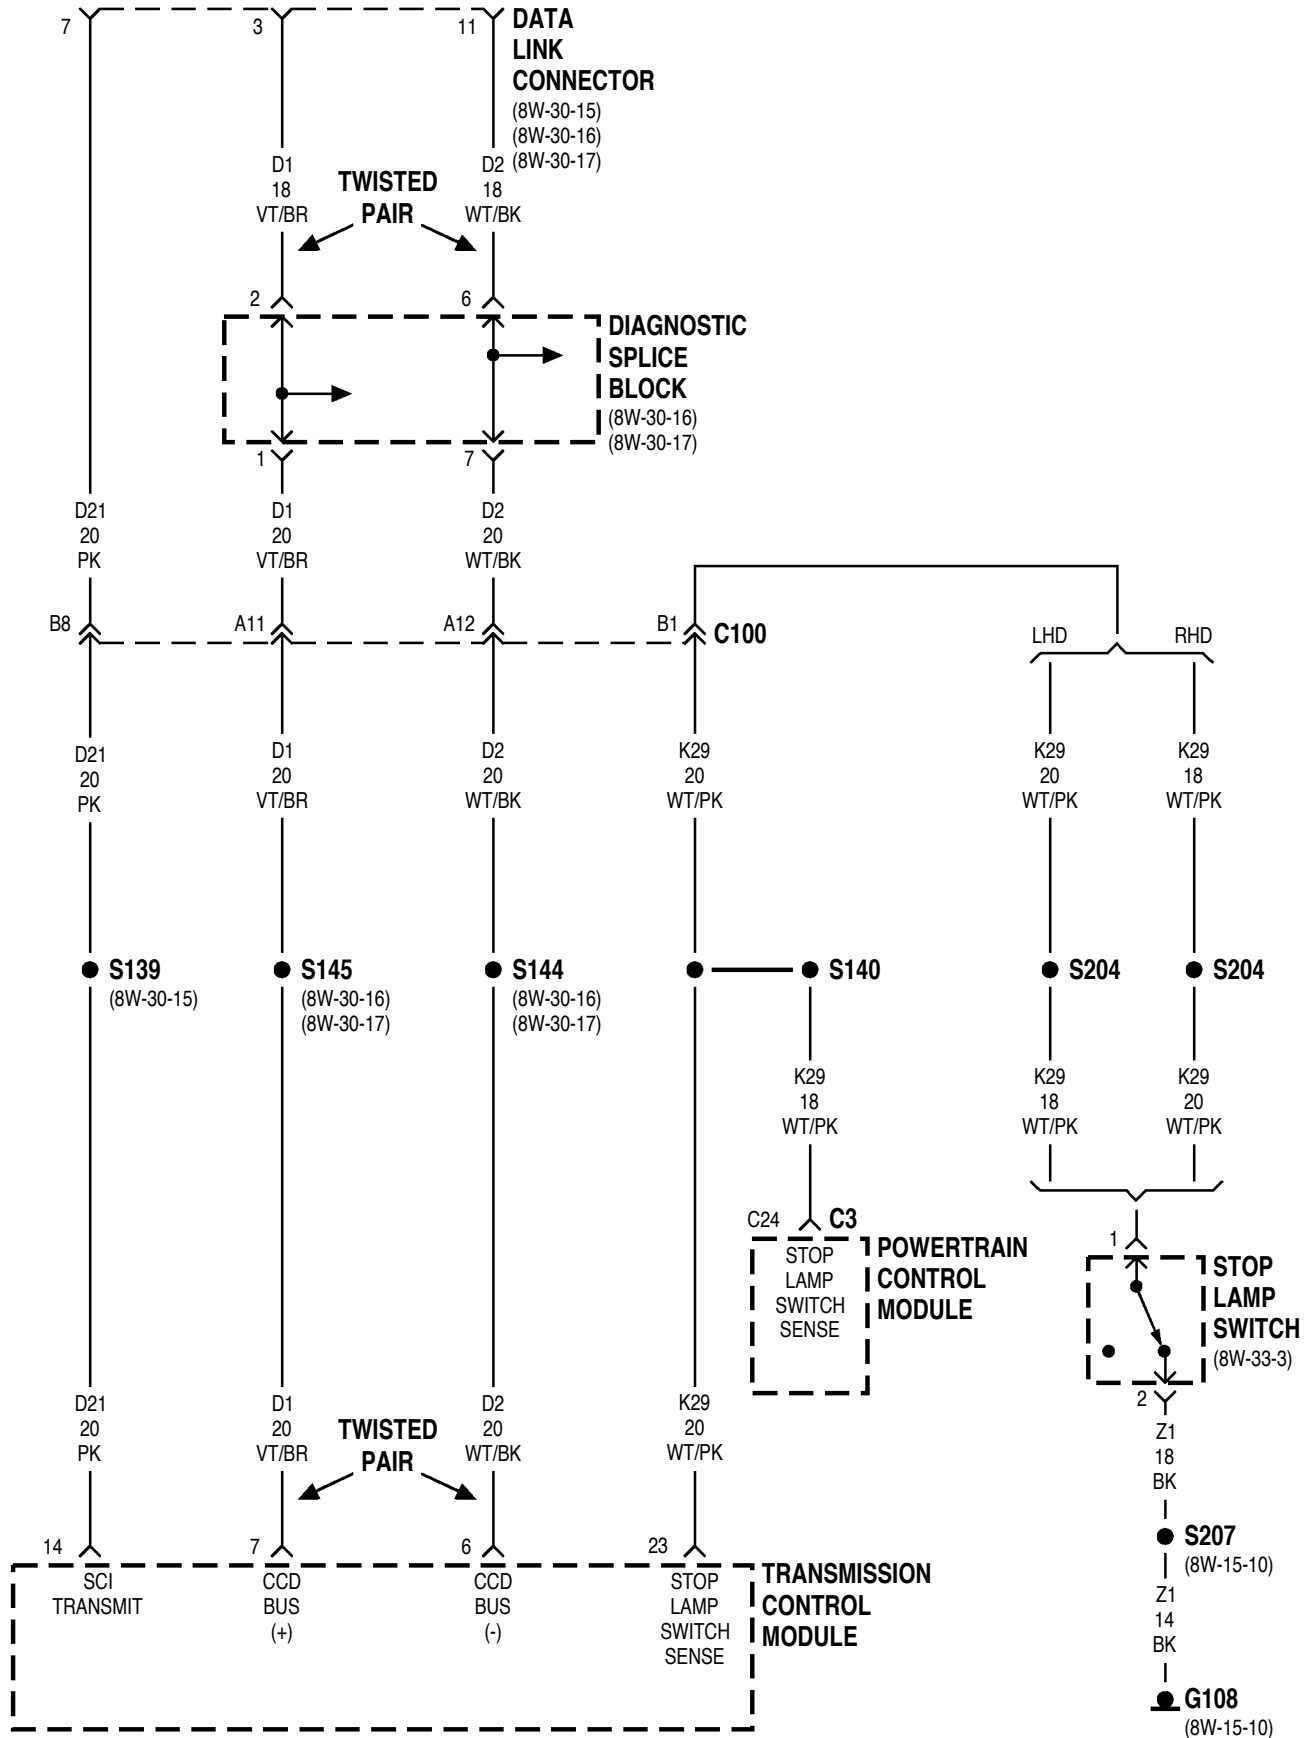 7
3
11
DATA
LINK
CONNECTOR
(8W-30-15)
(8W-30-16)
(8W-30-17)
D1
18
VT/BR
TWISTED
PAIR
D2
18
WT/BK
2
6
DIAGNOSTIC
SPLICE
BLOCK
(8W-30-16)
(8W-30-17)
1
7
D21
20
PK
D1
20
VT/BR
D2
20
WT/BK
B8
A11
A12
B1
C100
LHD
RHD
D21
20
PK
D1
20
VT/BR
D2
20
WT/BK
K29
20
WT/PK
K29
20
WT/PK
K29
18
WT/PK
S139
(8W-30-15)
S145
(8W-30-16)
(8W-30-17)
S144
(8W-30-16)
(8W-30-17)
S140
S204
S204
K29
18
WT/PK
K29
18
WT/PK
K29
20
WT/PK
C24
C3
STOP
LAMP
SWITCH
SENSE
POWERTRAIN
CONTROL
MODULE
1
STOP
LAMP
SWITCH
(8W-33-3)
2
D21
20
PK
D1
20
VT/BR
TWISTED
PAIR
D2
20
WT/BK
K29
20
WT/PK
Z1
18
BK
S207
(8W-15-10)
Z1
14
BK
G108
(8W-15-10)
14
7
6
23
SCI
TRANSMIT
CCD
BUS
(+)
CCD
BUS
(-)
STOP
LAMP
SWITCH
SENSE
TRANSMISSION
CONTROL
MODULE